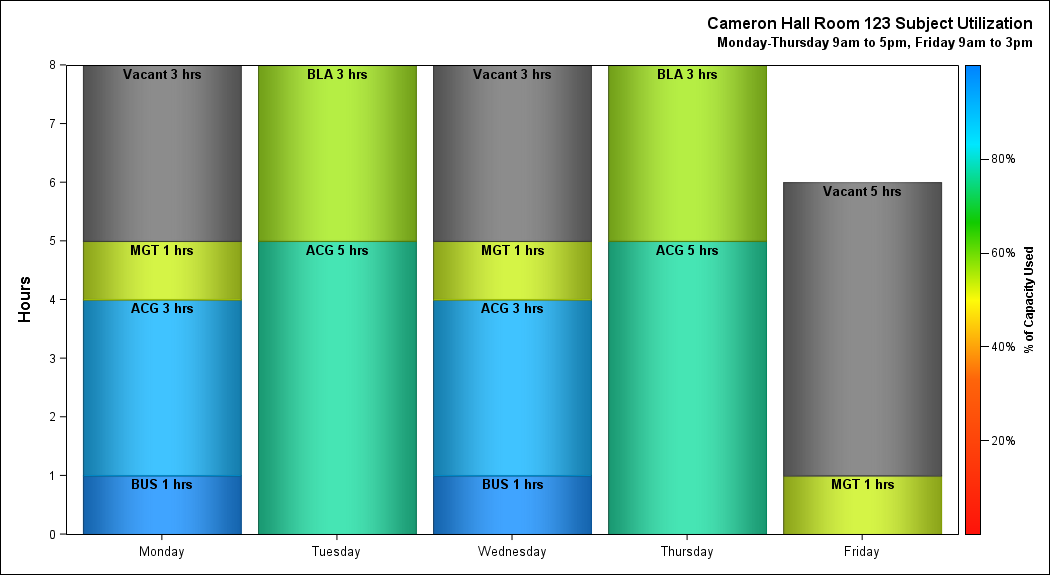 Cameron Hall Room 123 Subject Utilization
Monday-Thursday 9am to 5pm, Friday 9am to 3pm
Hours
8
7
6
5
4
3
2
1
0
Vacant 3 hrs
MGT 1 hrs
ACG 3 hrs
BUS 1 hrs
BLA 3 hrs
ACG 5 hrs
Vacant 3 hrs
MGT 1 hrs
ACG 3 hrs
BUS 1 hrs
BLA 3 hrs
ACG 5 hrs
Vacant 5 hrs
MGT 1 hrs
Monday
Tuesday
Wednesday
Thursday
Friday
80%
60%
40%
20%
% of Capacity Used